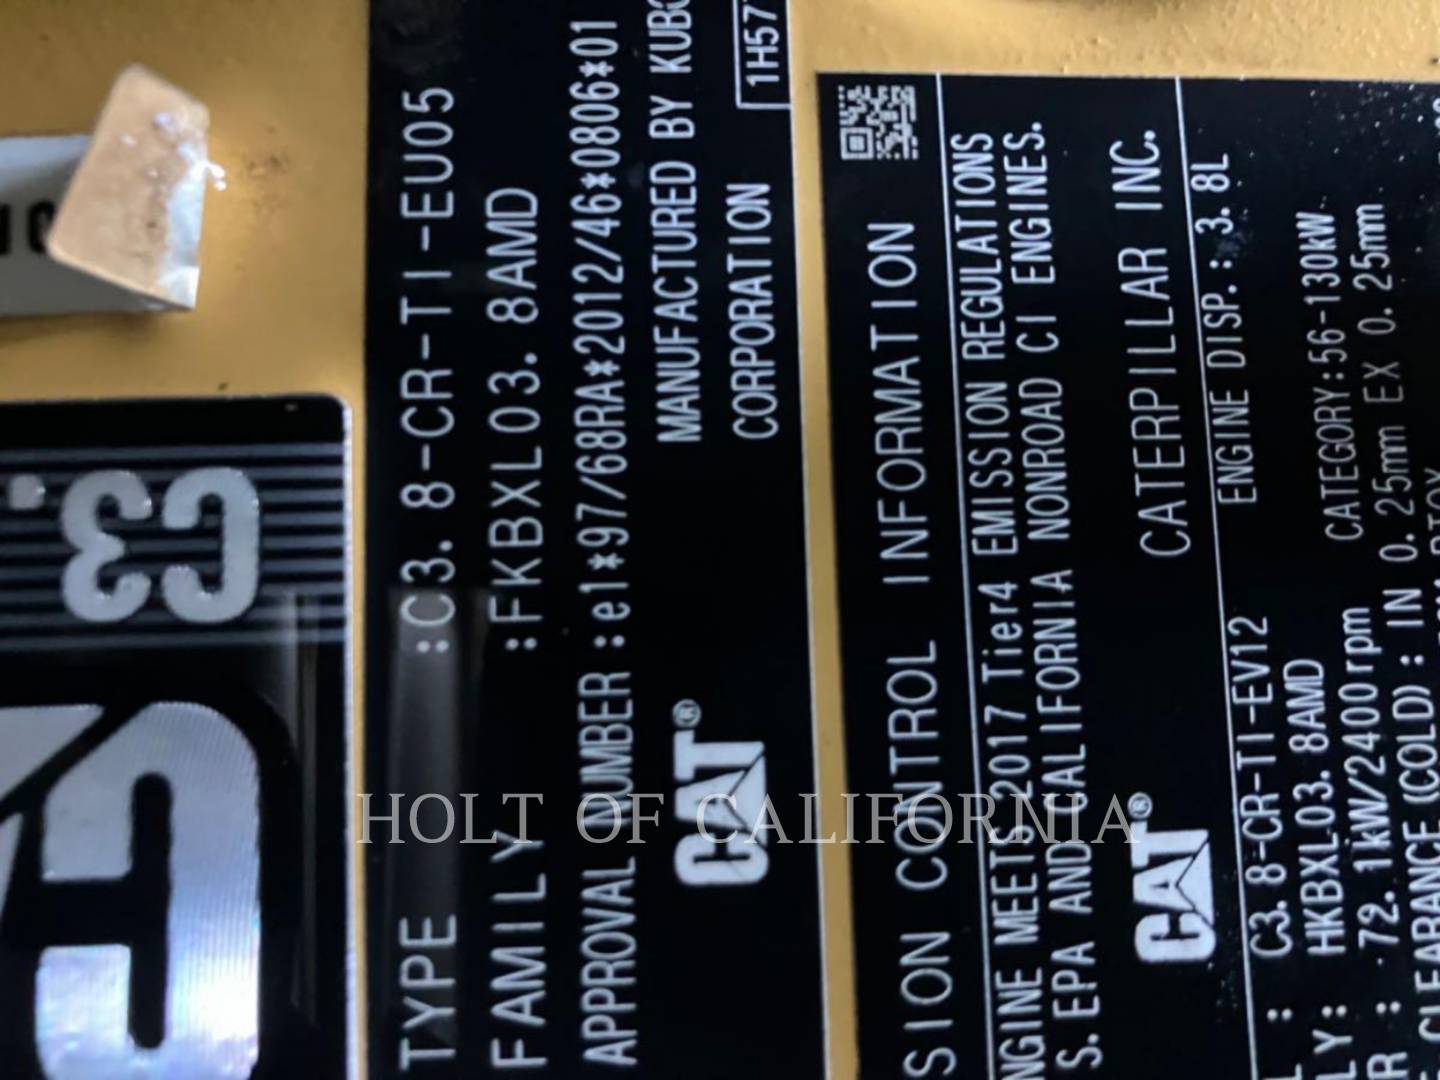 C3.
TYPE :C3.8-CR-TI-EU05
FAMILY :FKBXL03.8AMD
APPROVAL NUMBER :e1*97/68RA*2012/46*0806*01
CAT® MANUFACTURED BY
CORPORATION
1H57
SION CONTROL INFORMATION
NGINE MEETS 2017 Tier4 EMISSION REGULATIONS
S. EPA AND CALIFORNIA NONROAD CI ENGINES.
CAT® CATERPILLAR INC.
: C3.8-CR-TI-EV12 ENGINE DISP. :3.8L
LY: HKBXL03.8AMD
R : 72.1kW/2400rpm CATEGORY:56-130kW
CLEARANCE (COLD) : IN 0.25mm EX 0.25mm
HOLT OF CALIFORNIA